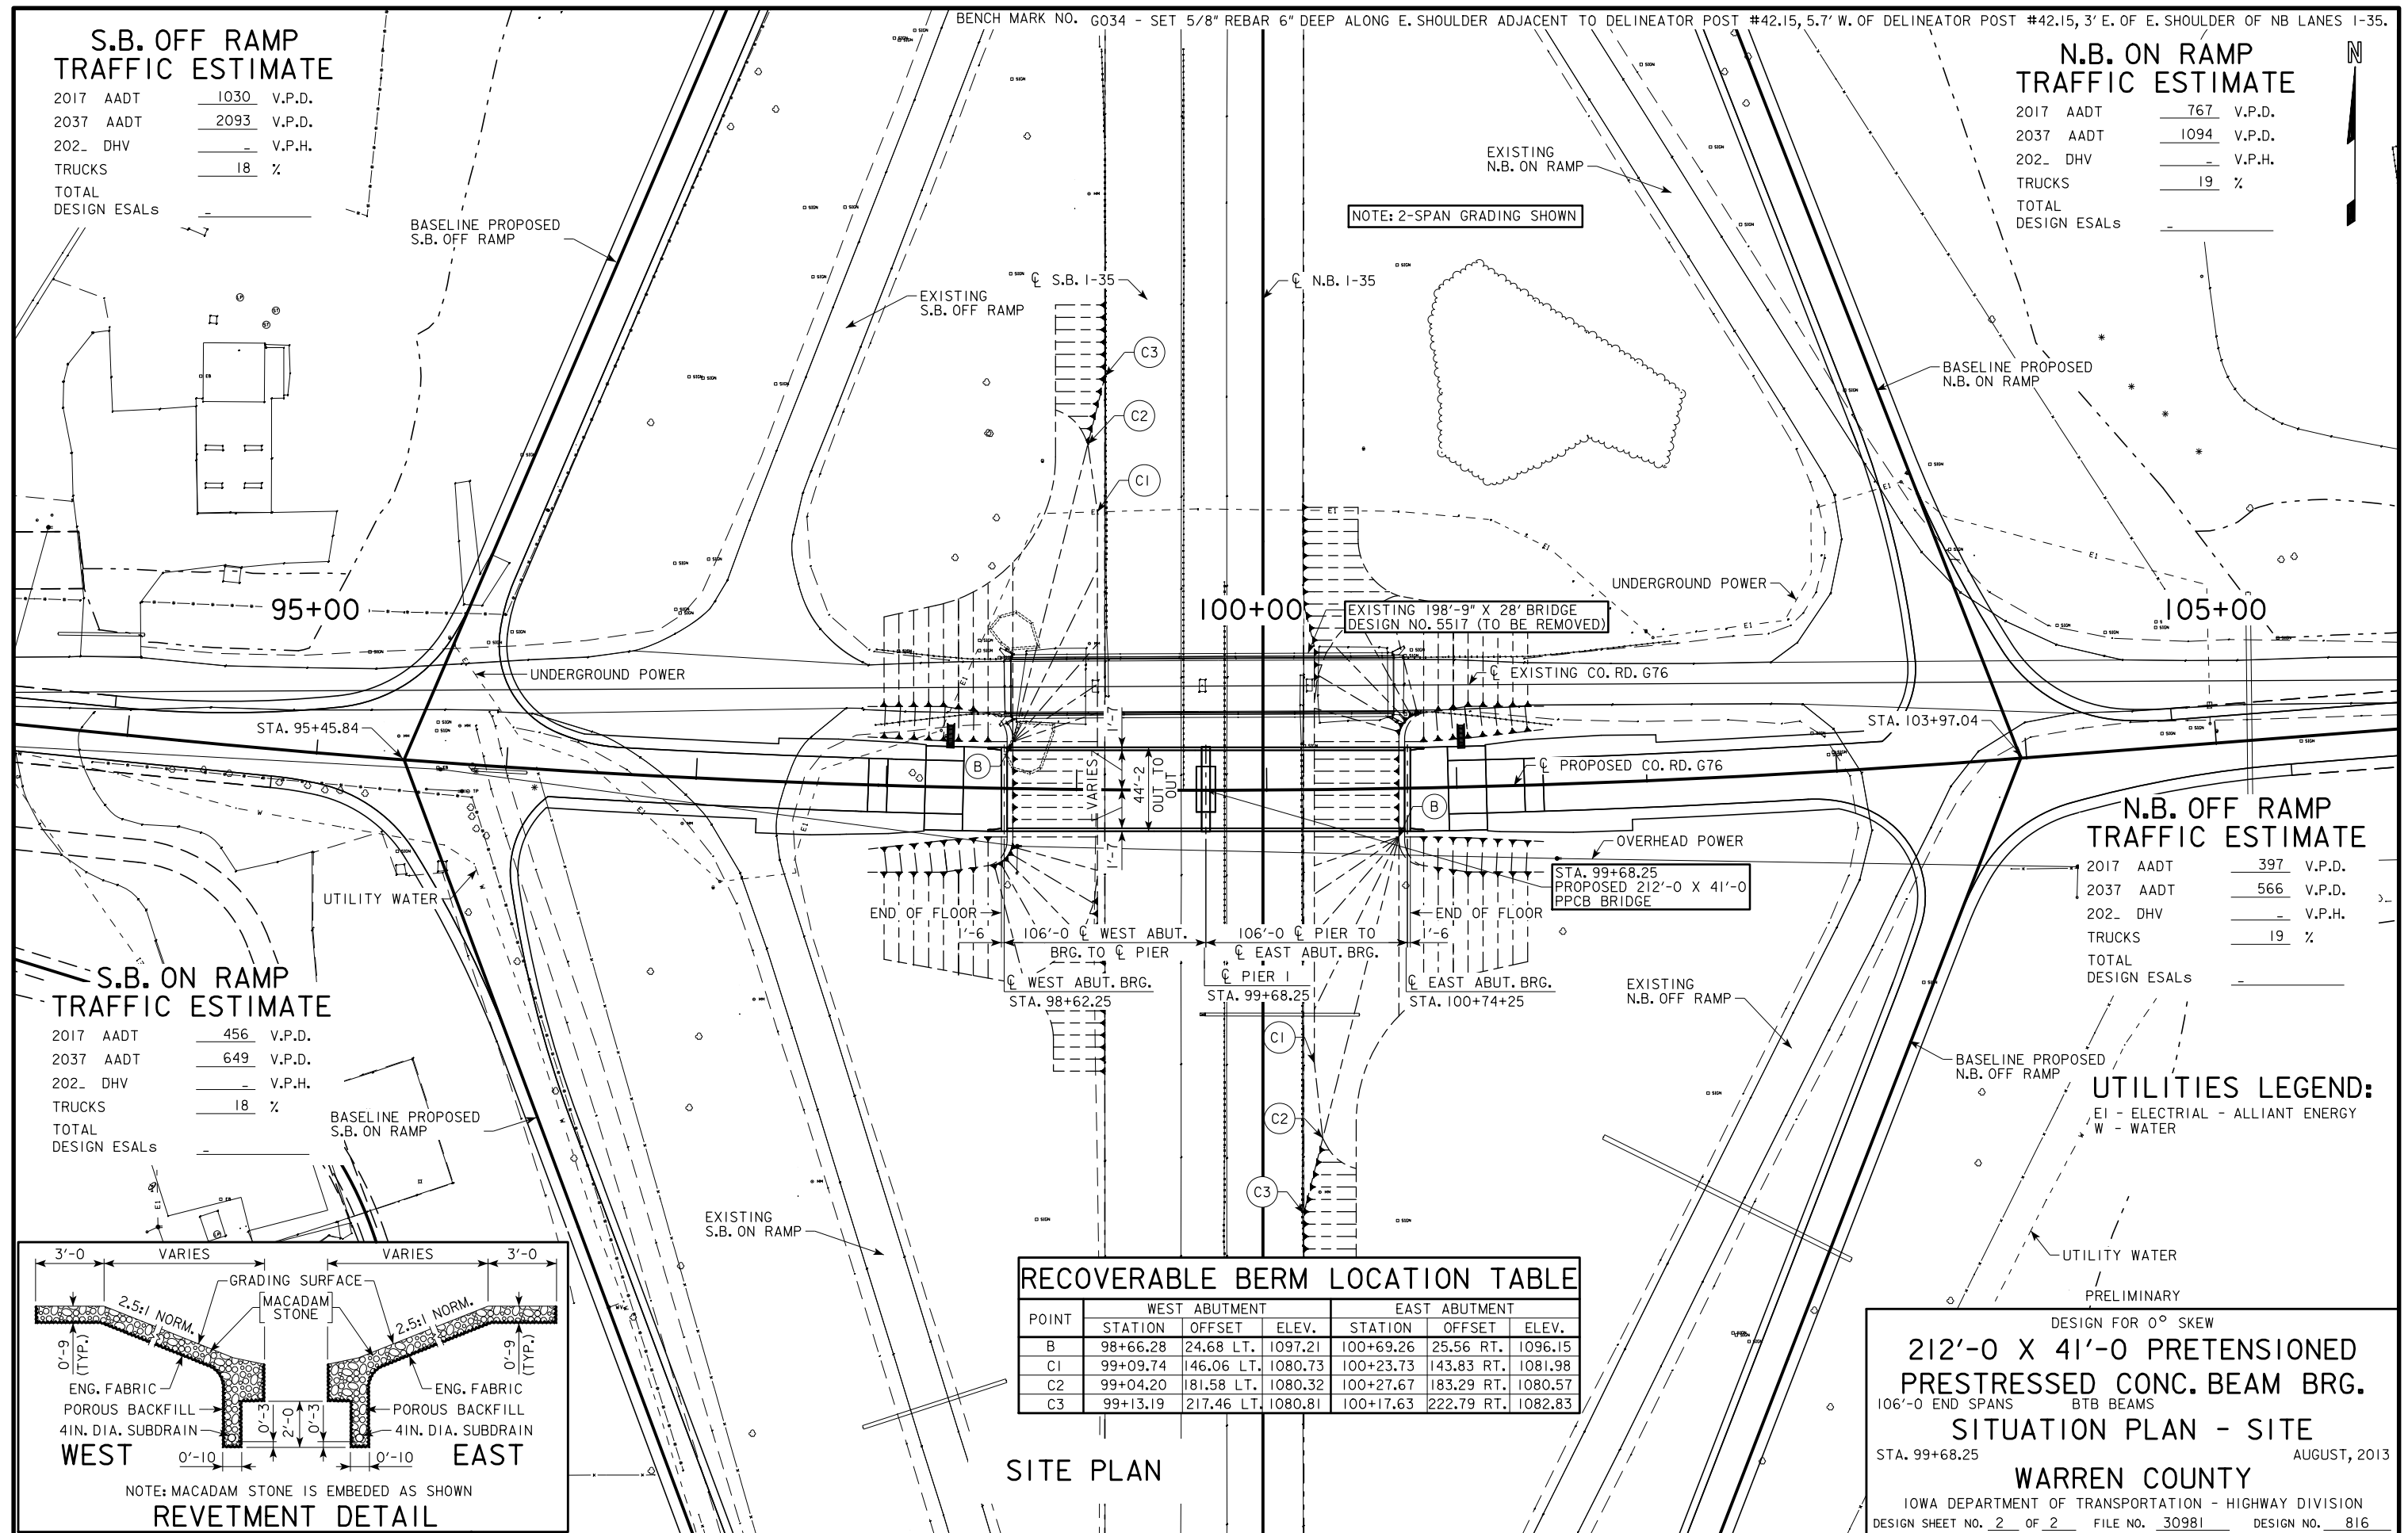 BENCH MARK NO. G034 - SET 5/8" REBAR 6" DEEP ALONG E. SHOULDER ADJACENT TO DELINEATOR POST #42.15, 5.7' W. OF DELINEATOR POST #42.15, 3' E. OF E. SHOULDER OF NB LANES I-35.
S.B. OFF RAMP
TRAFFIC ESTIMATE
2017 AADT 1030 V.P.D.
2037 AADT 2093 V.P.D.
202_ DHV - V.P.H.
TRUCKS 18 %
TOTAL
DESIGN ESALs -
N.B. ON RAMP
TRAFFIC ESTIMATE
2017 AADT 767 V.P.D.
2037 AADT 1094 V.P.D.
202_ DHV - V.P.H.
TRUCKS 19 %
TOTAL
DESIGN ESALs -
N
BASELINE PROPOSED
S.B. OFF RAMP
EXISTING
N.B. ON RAMP
NOTE: 2-SPAN GRADING SHOWN
EXISTING
S.B. OFF RAMP
℄ S.B. I-35
℄ N.B. I-35
C3
C2
C1
BASELINE PROPOSED
N.B. ON RAMP
UNDERGROUND POWER
95+00
100+00
105+00
EXISTING 198'-9" X 28' BRIDGE
DESIGN NO. 5517 (TO BE REMOVED)
UNDERGROUND POWER
℄ EXISTING CO. RD. G76
STA. 95+45.84
STA. 103+97.04
B
1'-7
VARIES
44'-2
OUT TO
OUT
1'-7
℄ PROPOSED CO. RD. G76
B
OVERHEAD POWER
STA. 99+68.25
PROPOSED 212'-0 X 41'-0
PPCB BRIDGE
UTILITY WATER
END OF FLOOR
END OF FLOOR
1'-6
106'-0 ℄ WEST ABUT.
BRG. TO ℄ PIER
106'-0 ℄ PIER TO
℄ EAST ABUT. BRG.
1'-6
℄ WEST ABUT. BRG.
STA. 98+62.25
℄ PIER 1
STA. 99+68.25
℄ EAST ABUT. BRG.
STA. 100+74+25
N.B. OFF RAMP
TRAFFIC ESTIMATE
2017 AADT 397 V.P.D.
2037 AADT 566 V.P.D.
202_ DHV - V.P.H.
TRUCKS 19 %
TOTAL
DESIGN ESALs -
S.B. ON RAMP
TRAFFIC ESTIMATE
2017 AADT 456 V.P.D.
2037 AADT 649 V.P.D.
202_ DHV - V.P.H.
TRUCKS 18 %
TOTAL
DESIGN ESALs -
BASELINE PROPOSED
S.B. ON RAMP
EXISTING
N.B. OFF RAMP
C1
C2
C3
BASELINE PROPOSED
N.B. OFF RAMP
UTILITIES LEGEND:
E1 - ELECTRIAL - ALLIANT ENERGY
W - WATER
EXISTING
S.B. ON RAMP
UTILITY WATER
3'-0 VARIES VARIES 3'-0
GRADING SURFACE
MACADAM
STONE
2.5:1 NORM.
2.5:1 NORM.
0'-9
(TYP.)
0'-9
(TYP.)
ENG. FABRIC
ENG. FABRIC
POROUS BACKFILL
POROUS BACKFILL
4IN. DIA. SUBDRAIN
4IN. DIA. SUBDRAIN
0'-3
2'-0
0'-3
WEST
0'-10
0'-10
EAST
NOTE: MACADAM STONE IS EMBEDED AS SHOWN
REVETMENT DETAIL
RECOVERABLE BERM LOCATION TABLE
POINT WEST ABUTMENT EAST ABUTMENT
STATION OFFSET ELEV. STATION OFFSET ELEV.
B 98+66.28 24.68 LT. 1097.21 100+69.26 25.56 RT. 1096.15
C1 99+09.74 146.06 LT. 1080.73 100+23.73 143.83 RT. 1081.98
C2 99+04.20 181.58 LT. 1080.32 100+27.67 183.29 RT. 1080.57
C3 99+13.19 217.46 LT. 1080.81 100+17.63 222.79 RT. 1082.83
SITE PLAN
PRELIMINARY
DESIGN FOR 0° SKEW
212'-0 X 41'-0 PRETENSIONED
PRESTRESSED CONC. BEAM BRG.
106'-0 END SPANS BTB BEAMS
SITUATION PLAN - SITE
STA. 99+68.25 AUGUST, 2013
WARREN COUNTY
IOWA DEPARTMENT OF TRANSPORTATION - HIGHWAY DIVISION
DESIGN SHEET NO. 2 OF 2 FILE NO. 30981 DESIGN NO. 816